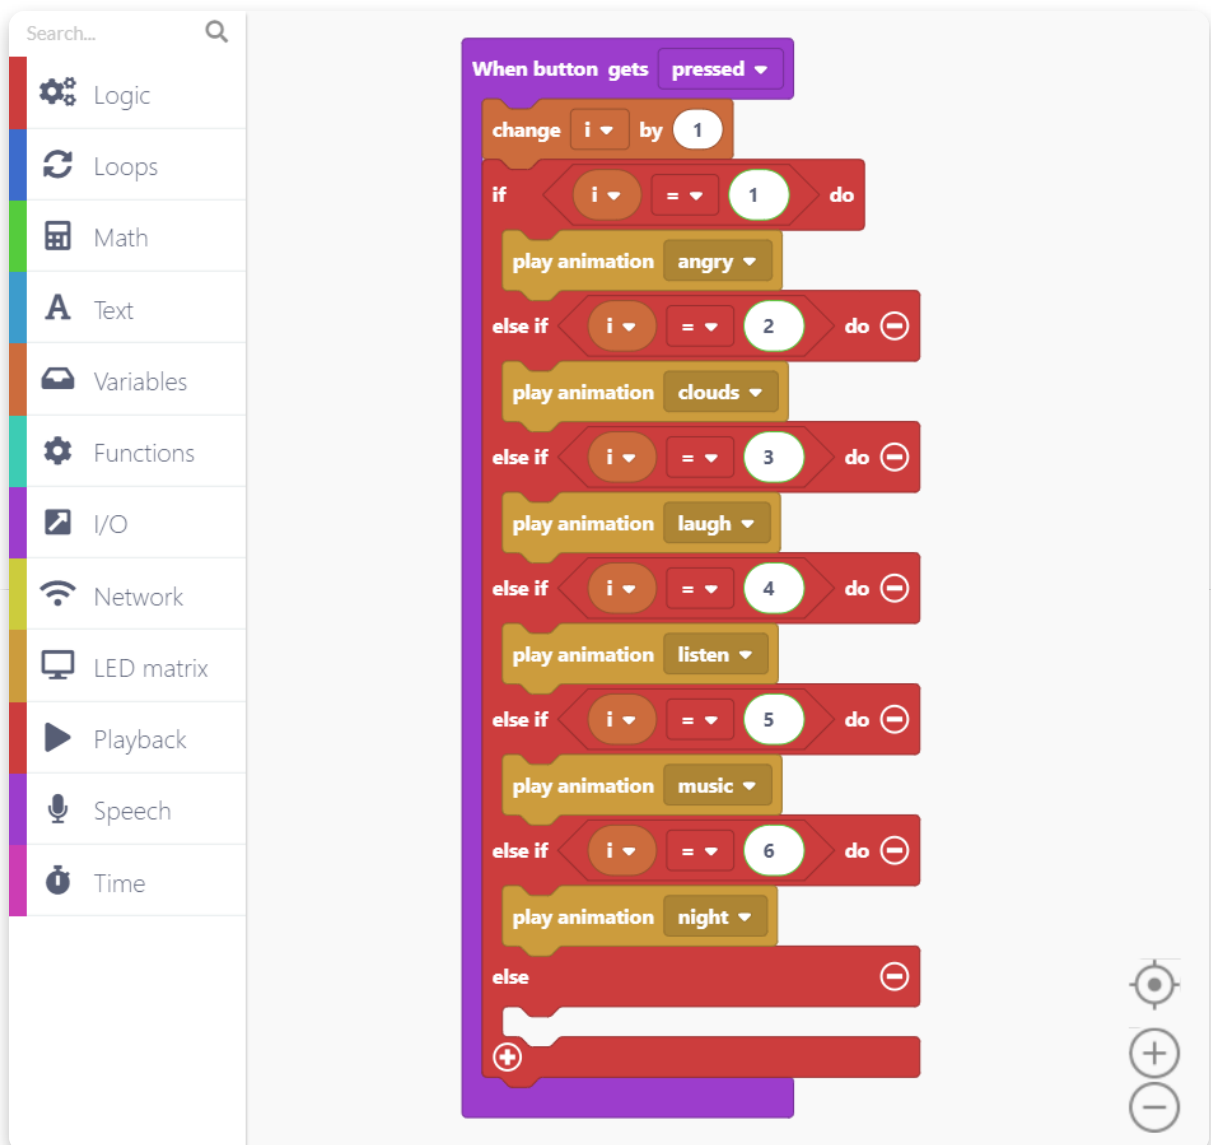 Search...
Logic
Loops
Math
Text
Variables
Functions
I/O
Network
LED matrix
Playback
Speech
Time
When button gets pressed
change i by 1
if i = 1 do
play animation angry
else if i = 2 do
play animation clouds
else if i = 3 do
play animation laugh
else if i = 4 do
play animation listen
else if i = 5 do
play animation music
else if i = 6 do
play animation night
else